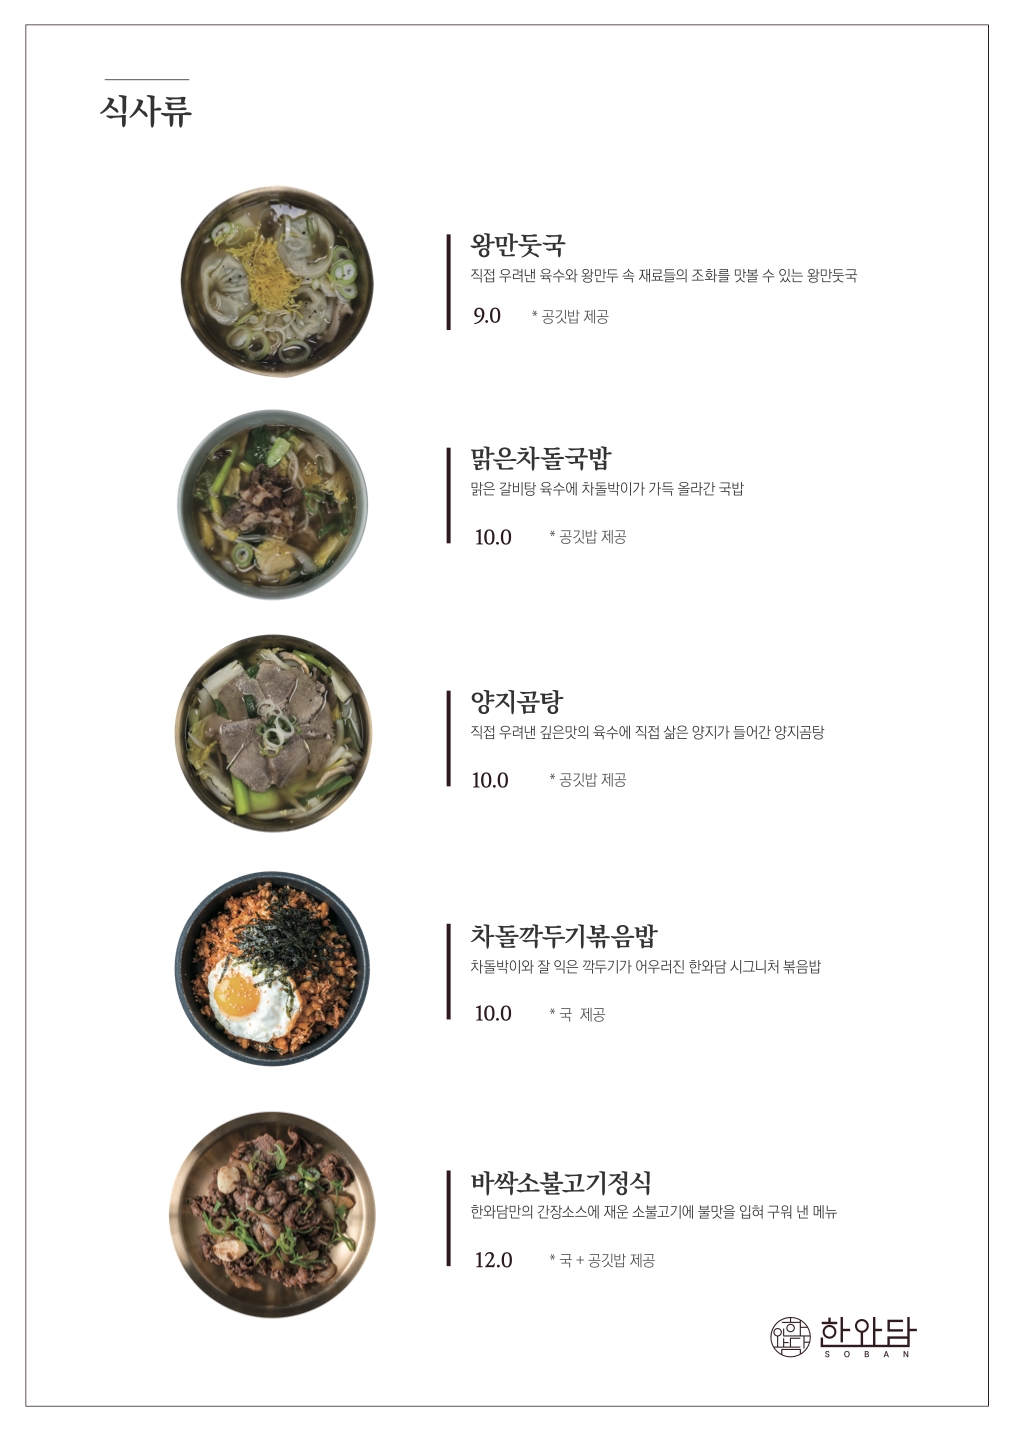 식사류
왕만둣국
직접 우려낸 육수와 왕만두 속 재료들의 조화를 맛볼 수 있는 왕만둣국
9.0 * 공깃밥 제공
맑은차돌국밥
맑은 갈비탕 육수에 차돌박이가 가득 올라간 국밥
10.0 * 공깃밥 제공
양지곰탕
직접 우려낸 깊은맛의 육수에 직접 삶은 양지가 들어간 양지곰탕
10.0 * 공깃밥 제공
차돌깍두기볶음밥
차돌박이와 잘 익은 깍두기가 어우러진 한와담 시그니처 볶음밥
10.0 * 국 제공
바싹소불고기정식
한와담만의 간장소스에 재운 소불고기에 불맛을 입혀 구워 낸 메뉴
12.0 * 국 + 공깃밥 제공
한와담
SOBAN